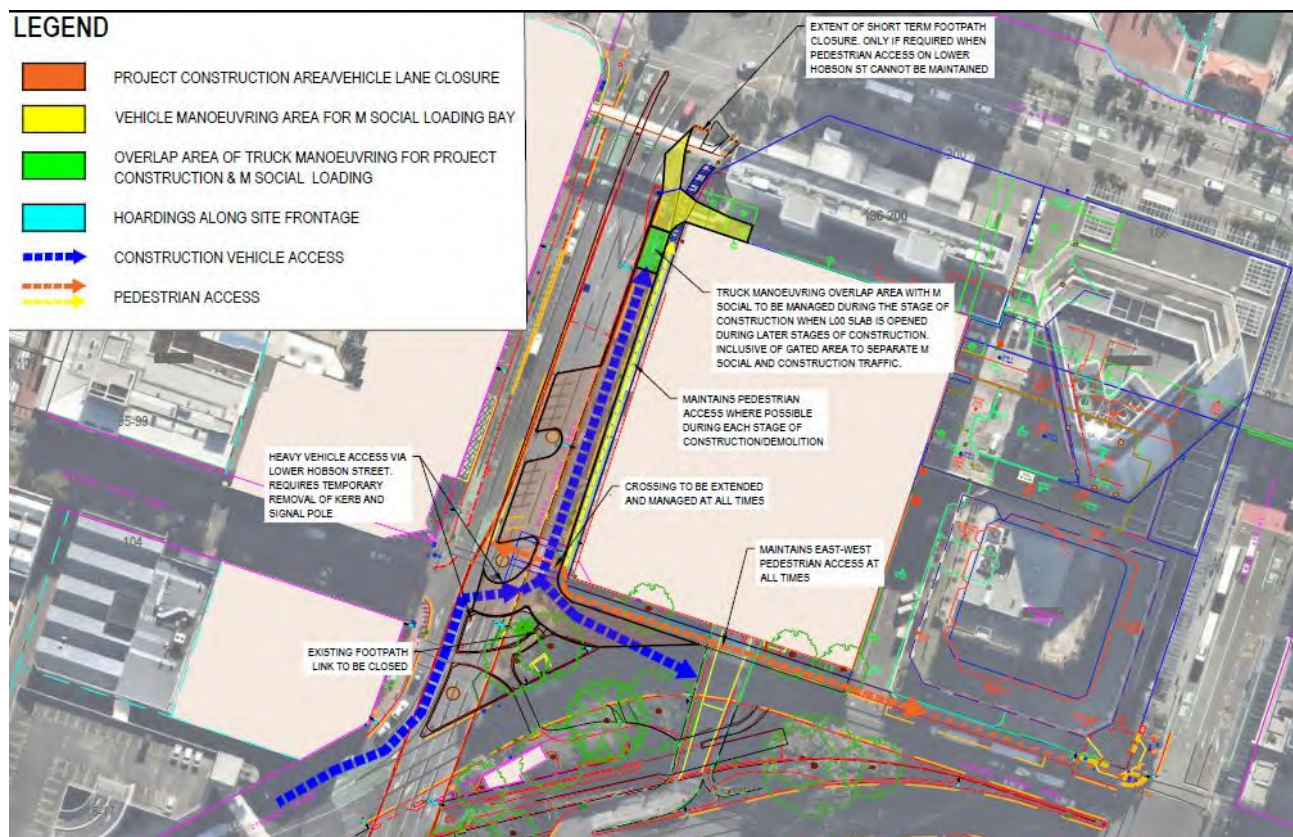 LEGEND
PROJECT CONSTRUCTION AREA/VEHICLE LANE CLOSURE
VEHICLE MANOEUVRING AREA FOR M SOCIAL LOADING BAY
OVERLAP AREA OF TRUCK MANOEUVRING FOR PROJECT
CONSTRUCTION & M SOCIAL LOADING
HOARDINGS ALONG SITE FRONTAGE
CONSTRUCTION VEHICLE ACCESS
PEDESTRIAN ACCESS
EXTENT OF SHORT TERM FOOTPATH
CLOSURE. ONLY IF REQUIRED WHEN
PEDESTRIAN ACCESS ON LOWER
HOBSON ST CANNOT BE MAINTAINED
196-200
TRUCK MANOEUVRING OVERLAP AREA WITH M
SOCIAL TO BE MANAGED DURING THE STAGE OF
CONSTRUCTION WHEN L00 SLAB IS OPENED
DURING LATER STAGES OF CONSTRUCTION.
INCLUSIVE OF GATED AREA TO SEPARATE M
SOCIAL AND CONSTRUCTION TRAFFIC.
MAINTAINS PEDESTRIAN
ACCESS WHERE POSSIBLE
DURING EACH STAGE OF
CONSTRUCTION/DEMOLITION
HEAVY VEHICLE ACCESS VIA
LOWER HOBSON STREET.
REQUIRES TEMPORARY
REMOVAL OF KERB AND
SIGNAL POLE
CROSSING TO BE EXTENDED
AND MANAGED AT ALL TIMES
104
MAINTAINS EAST-WEST
PEDESTRIAN ACCESS AT
ALL TIMES
EXISTING FOOTPATH
LINK TO BE CLOSED